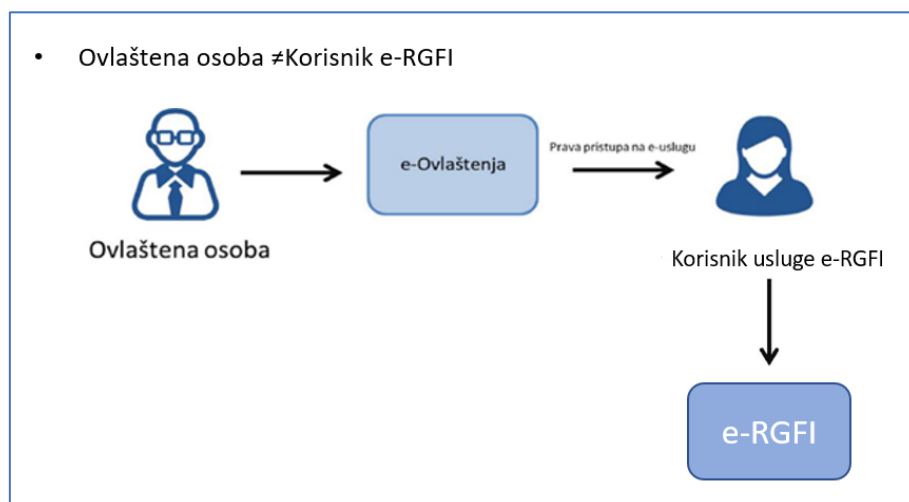 • Ovlaštena osoba ≠Korisnik e-RGFI
e-Ovlaštenja
Prava pristupa na e-uslugu
Ovlaštena osoba
Korisnik usluge e-RGFI
e-RGFI